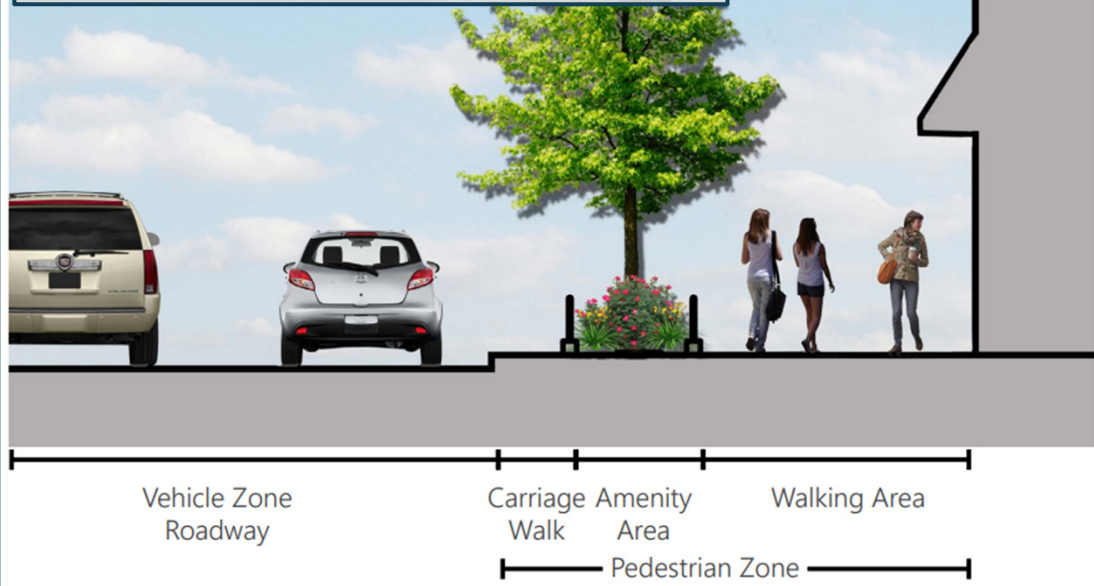 Vehicle Zone
Roadway
Carriage
Walk
Amenity
Area
Walking Area
Pedestrian Zone